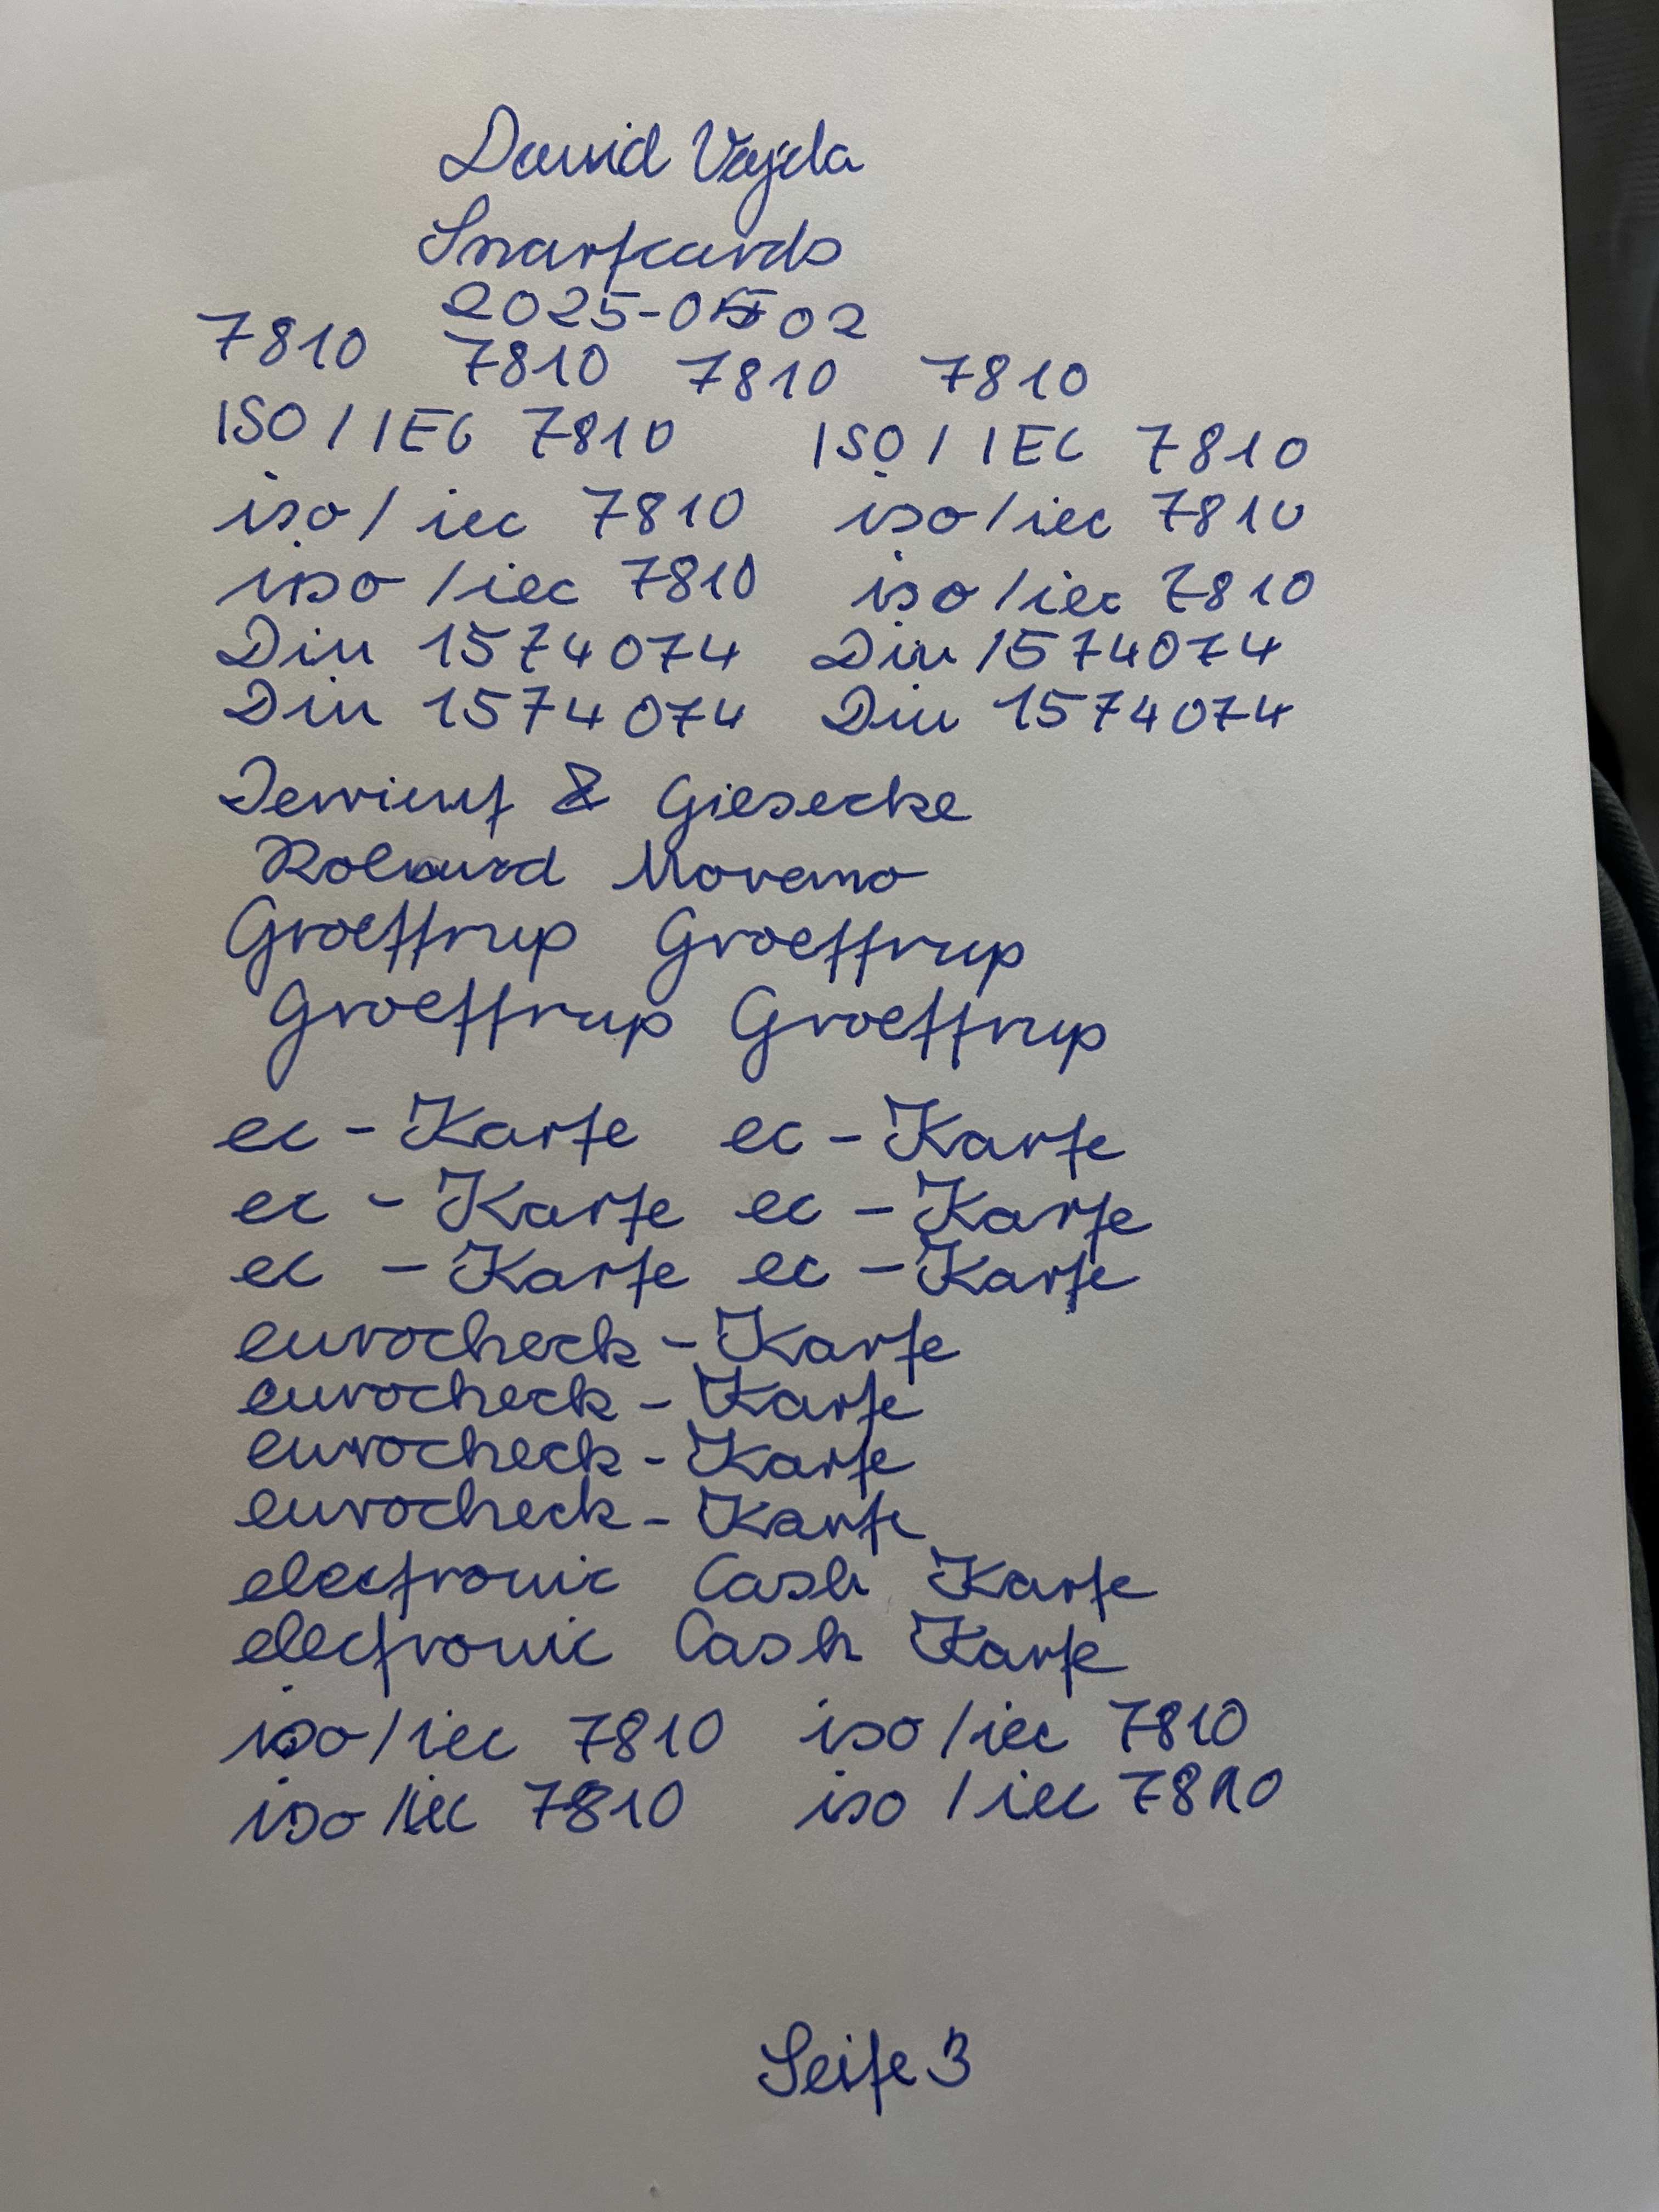 David Vajda
Smartcards
2025-05-02
7810 7810 7810 7810
ISO / IEC 7810 ISO / IEC 7810
iso / iec 7810 iso / iec 7810
iso / iec 7810 iso / iec 7810
Din 1574074 Din 1574074
Din 1574074 Din 1574074
Devrient & Giesecke
Roland Moreno
Groettrup Groettrup
Groettrup Groettrup
ec - Karte ec - Karte
ec - Karte ec - Karte
ec - Karte ec - Karte
eurocheck - Karte
eurocheck - Karte
eurocheck - Karte
eurocheck - Karte
electronic Cash Karte
electronic Cash Karte
iso / iec 7810 iso / iec 7810
iso / iec 7810 iso / iec 7810
Seite 3